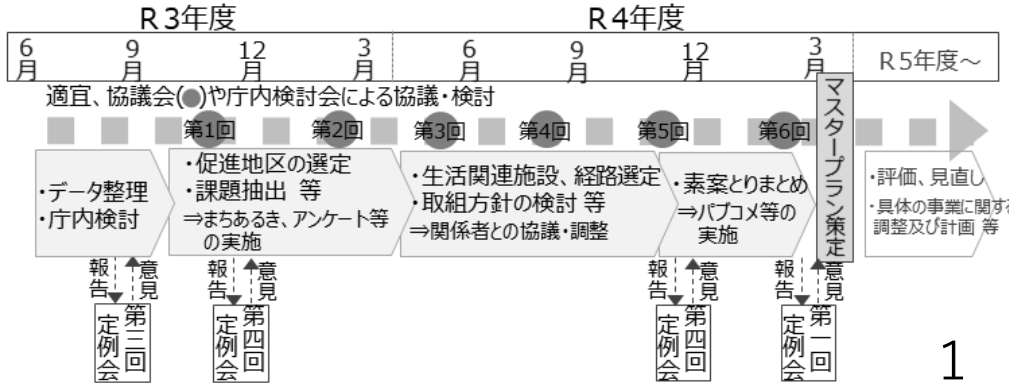 R3年度
R4年度
6月
9月
12月
3月
6月
9月
12月
3月
R5年度～
適宜、協議会(●)や庁内検討会による協議・検討
第1回
第2回
第3回
第4回
第5回
第6回
マスタープラン策定
・データ整理
・庁内検討
・促進地区の選定
・課題抽出 等
⇒まちあるき、アンケート等
の実施
・生活関連施設、経路選定
・取組方針の検討 等
⇒関係者との協議・調整
・素案とりまとめ
⇒パブコメ等の
実施
・評価、見直し
・具体の事業に関する
調整及び計画 等
報告
意見
第三回
定例会
報告
意見
第四回
定例会
報告
意見
第四回
定例会
報告
意見
第一回
定例会
1